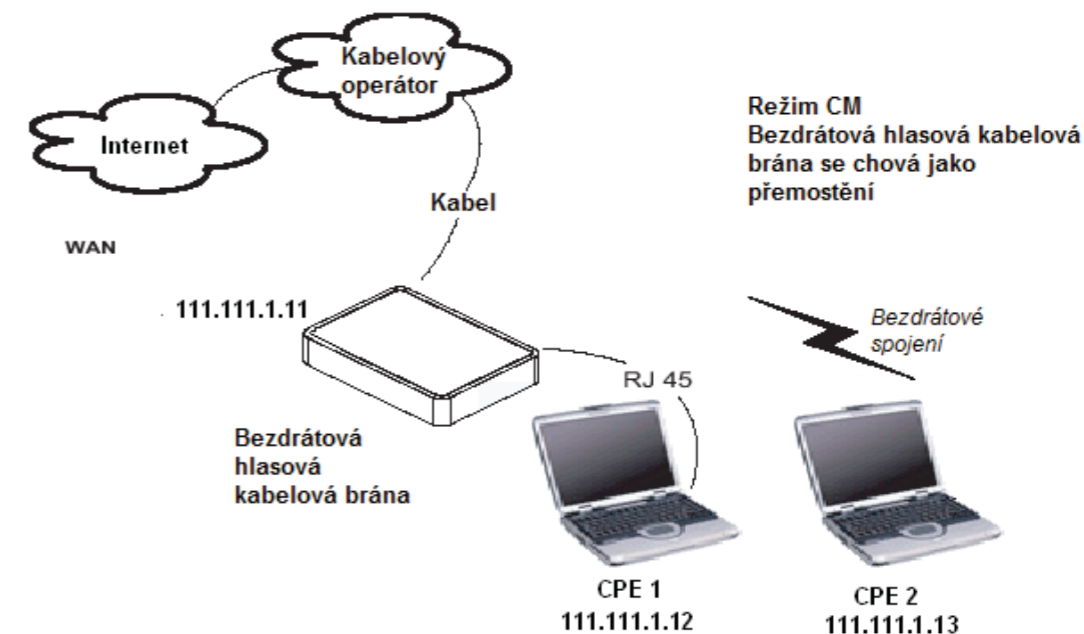 Kabelový
operátor
Internet
Režim CM
Bezdrátová hlasová kabelová
brána se chová jako
přemostění
Kabel
WAN
111.111.1.11
Bezdrátové
spojení
RJ 45
Bezdrátová
hlasová
kabelová brána
CPE 1
111.111.1.12
CPE 2
111.111.1.13